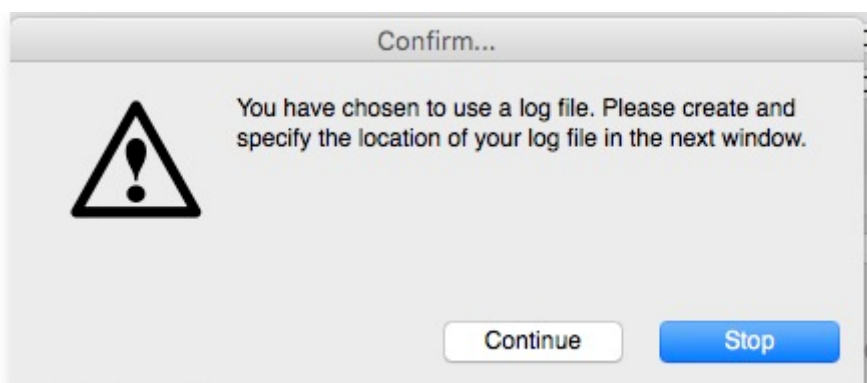 Confirm...
You have chosen to use a log file. Please create and
specify the location of your log file in the next window.
Continue
Stop